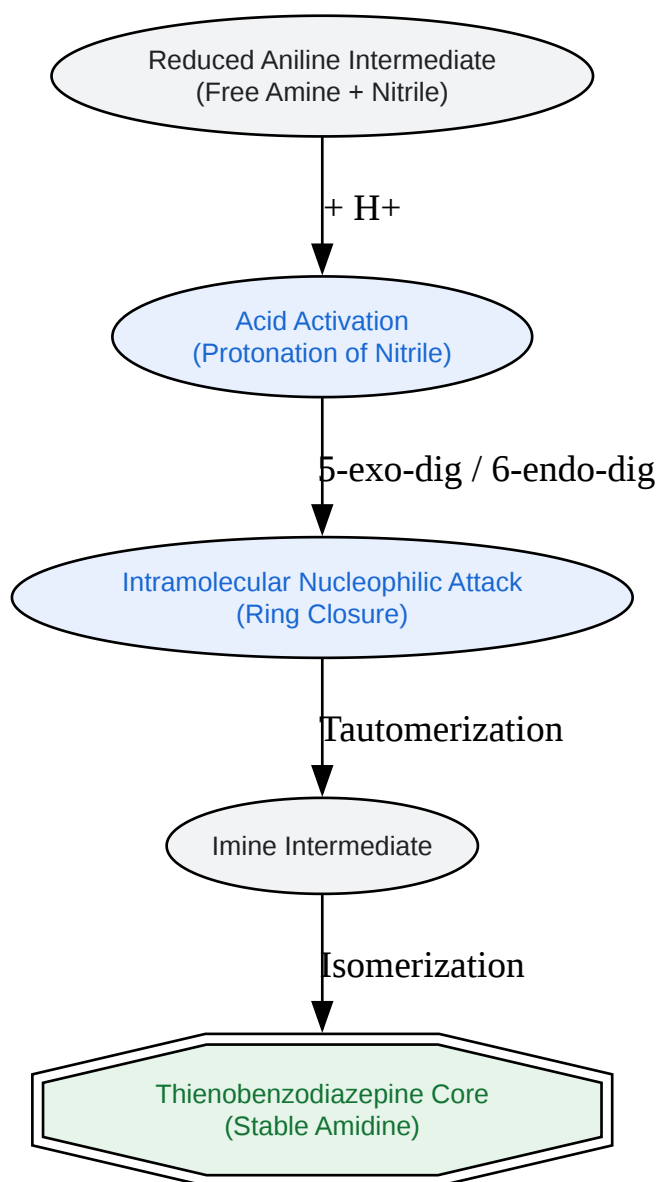 Reduced Aniline Intermediate
(Free Amine + Nitrile)
+ H+
Acid Activation
(Protonation of Nitrile)
5-exo-dig / 6-endo-dig
Intramolecular Nucleophilic Attack
(Ring Closure)
Tautomerization
Imine Intermediate
Isomerization
Thienobenzodiazepine Core
(Stable Amidine)